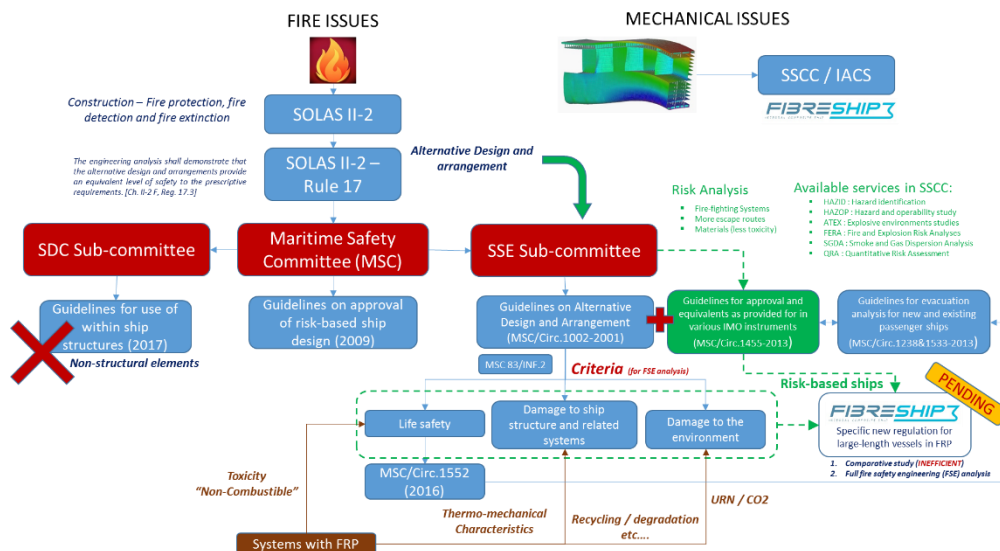 FIRE ISSUES
MECHANICAL ISSUES
SSCC / IACS
FIBRESHIP
Construction – Fire protection, fire
detection and fire extinction
SOLAS II-2
The engineering analysis shall demonstrate that
the alternative design and arrangements provide
an equivalent level of safety to the prescriptive
requirements. [Ch. II-2 F, Reg. 17.3]
SOLAS II-2 –
Rule 17
Alternative Design and
arrangement
Risk Analysis
Fire-fighting Systems
More escape routes
Materials (less toxicity)
Available services in SSCC:
HAZID : Hazard identification
HAZOP : Hazard and operability study
ATEX : Explosive environments studies
FERA : Fire and Explosion Risk Analyses
SGDA : Smoke and Gas Dispersion Analysis
QRA : Quantitative Risk Assessment
SDC Sub-committee
Maritime Safety
Committee (MSC)
SSE Sub-committee
Guidelines for use of
within ship
structures (2017)
Non-structural elements
Guidelines on approval
of risk-based ship
design (2009)
Guidelines on Alternative
Design and Arrangement
(MSC/Circ.1002-2001)
Guidelines for approval and
equivalents as provided for in
various IMO instruments
(MSC/Circ.1455-2013)
Guidelines for evacuation
analysis for new and existing
passenger ships
(MSC/Circ.1238&1533-2013)
MSC 83/INF.2
Criteria (for FSE analysis)
Risk-based ships
PENDING
Life safety
Damage to ship
structure and related
systems
Damage to the
environment
FIBRESHIP
Specific new regulation for
large-length vessels in FRP
1. Comparative study (INEFFICIENT)
2. Full fire safety engineering (FSE) analysis
MSC/Circ.1552
(2016)
Toxicity
"Non-Combustible"
Thermo-mechanical
Characteristics
Recycling / degradation
etc....
URN / CO2
Systems with FRP